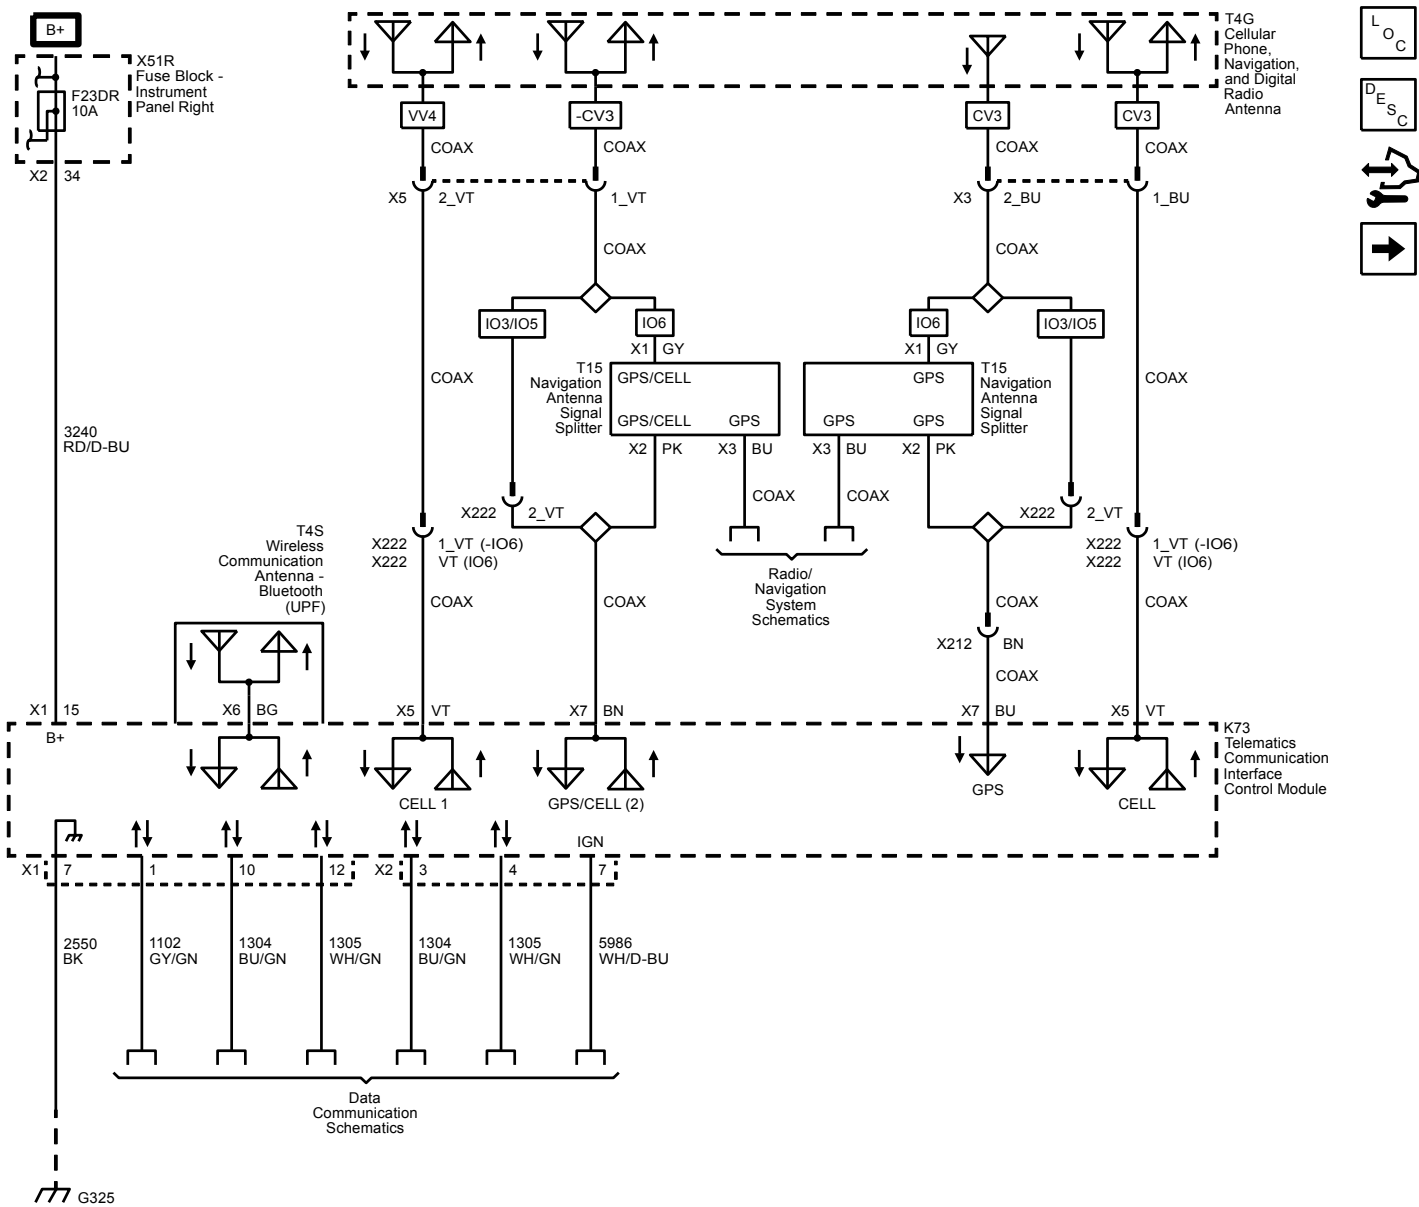 B+
X51R
Fuse Block -
Instrument
Panel Right
F23DR
10A
X2 34
T4G
Cellular
Phone,
Navigation,
and Digital
Radio
Antenna
L
O
C
D
E
S
C
VV4 -CV3 CV3 CV3
COAX COAX COAX COAX
X5 2_VT 1_VT X3 2_BU 1_BU
COAX COAX
IO3/IO5 IO6 IO6 IO3/IO5
X1 GY X1 GY
T15
Navigation
Antenna
Signal
Splitter
GPS/CELL
GPS/CELL GPS
GPS
GPS GPS
T15
Navigation
Antenna
Signal
Splitter
COAX COAX
X2 PK X3 BU X3 BU X2 PK
3240
RD/D-BU
COAX COAX
X222 2_VT X222 2_VT
X222 1_VT (-IO6) X222 1_VT (-IO6)
X222 VT (IO6) X222 VT (IO6)
T4S
Wireless
Communication
Antenna -
Bluetooth
(UPF)
Radio/
Navigation
System
Schematics
COAX COAX COAX COAX
X212 BN
COAX
X1 15 X6 BG X5 VT X7 BN X7 BU X5 VT
B+
K73
Telematics
Communication
Interface
Control Module
CELL 1 GPS/CELL (2) GPS CELL
IGN
X1 7 1 10 12 X2 3 4 7
2550
BK
1102
GY/GN
1304
BU/GN
1305
WH/GN
1304
BU/GN
1305
WH/GN
5986
WH/D-BU
Data
Communication
Schematics
G325